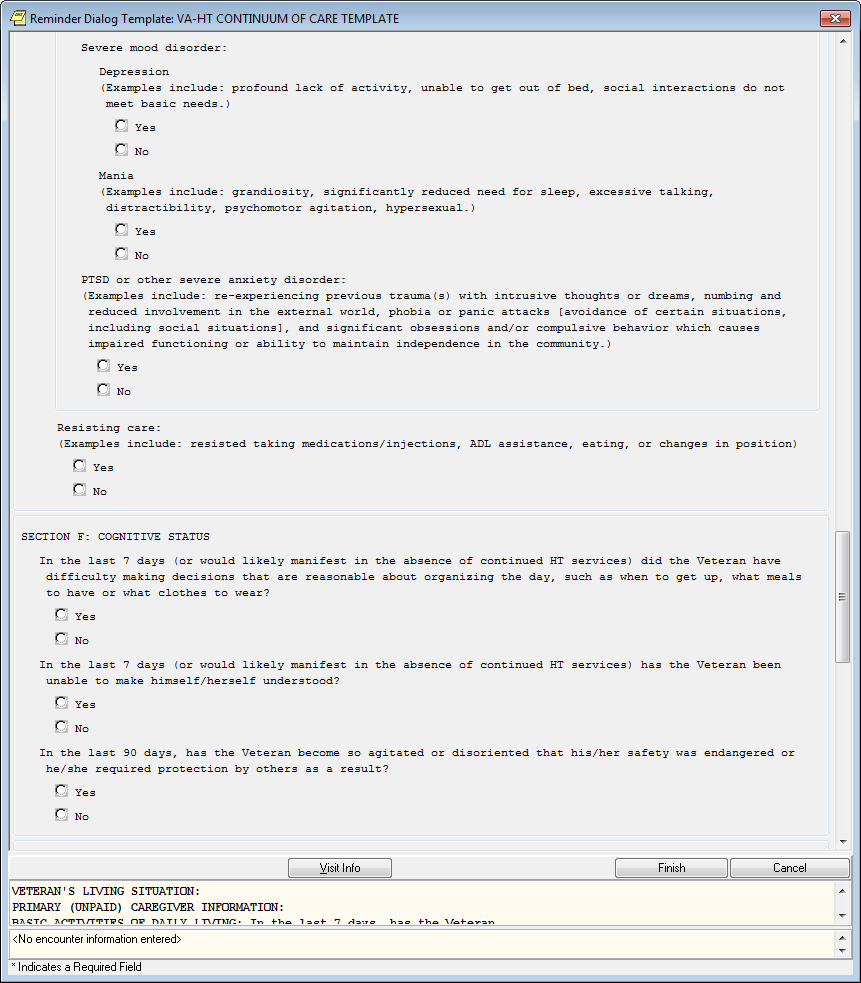 Reminder Dialog Template: VA-HT CONTINUUM OF CARE TEMPLATE
Severe mood disorder:
Depression
(Examples include: profound lack of activity, unable to get out of bed, social interactions do not
meet basic needs.)
Yes
No
Mania
(Examples include: grandiosity, significantly reduced need for sleep, excessive talking,
distractibility, psychomotor agitation, hypersexual.)
Yes
No
PTSD or other severe anxiety disorder:
(Examples include: re-experiencing previous trauma(s) with intrusive thoughts or dreams, numbing and
reduced involvement in the external world, phobia or panic attacks [avoidance of certain situations,
including social situations], and significant obsessions and/or compulsive behavior which causes
impaired functioning or ability to maintain independence in the community.)
Yes
No
Resisting care:
(Examples include: resisted taking medications/injections, ADL assistance, eating, or changes in position)
Yes
No
SECTION F: COGNITIVE STATUS
In the last 7 days (or would likely manifest in the absence of continued HT services) did the Veteran have
difficulty making decisions that are reasonable about organizing the day, such as when to get up, what meals
to have or what clothes to wear?
Yes
No
In the last 7 days (or would likely manifest in the absence of continued HT services) has the Veteran been
unable to make himself/herself understood?
Yes
No
In the last 90 days, has the Veteran become so agitated or disoriented that his/her safety was endangered or
he/she required protection by others as a result?
Yes
No
Visit Info
Finish
Cancel
VETERAN'S LIVING SITUATION:
PRIMARY (UNPAID) CAREGIVER INFORMATION:
BASIC ACTIVITIES OF DAILY LIVING: In the last 7 days, has the Veteran
<No encounter information entered>
* Indicates a Required Field